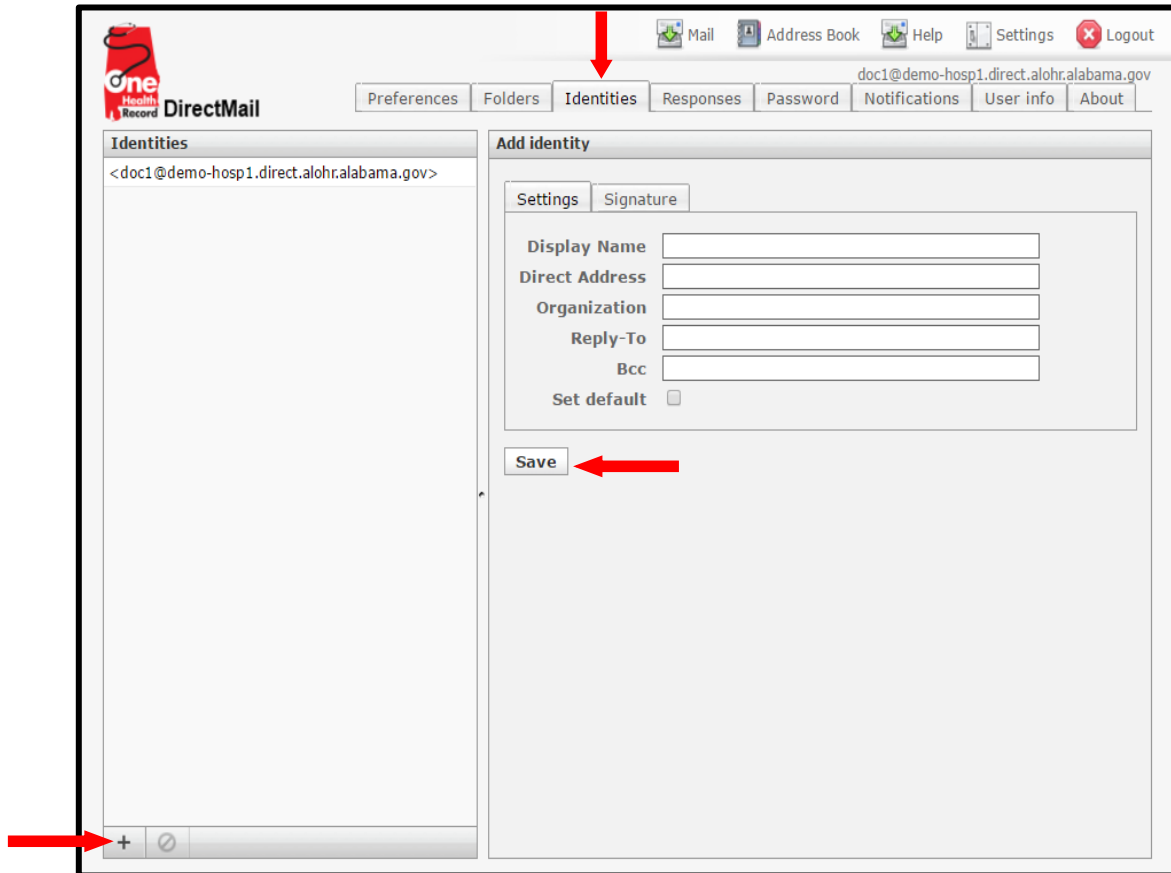 Mail Address Book Help Settings Logout
doc1@demo-hosp1.direct.alohr.alabama.gov
One
Health
Record DirectMail
Preferences Folders Identities Responses Password Notifications User info About
Identities
<doc1@demo-hosp1.direct.alohr.alabama.gov>
Add identity
Settings Signature
Display Name
Direct Address
Organization
Reply-To
Bcc
Set default
Save
+